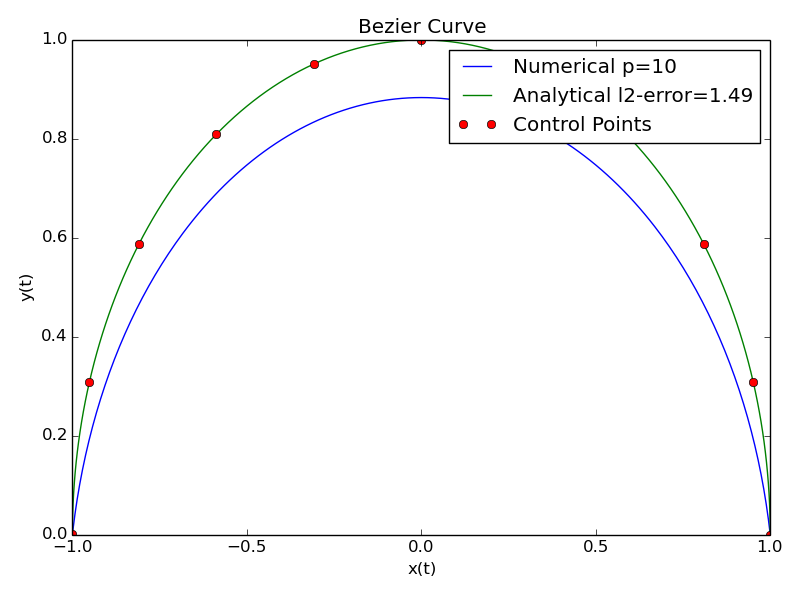 Bezier Curve
1.0
Numerical p=10
Analytical l2-error=1.49
Control Points
0.8
0.6
y(t)
0.4
0.2
0.0
−1.0 −0.5 0.0 0.5 1.0
x(t)